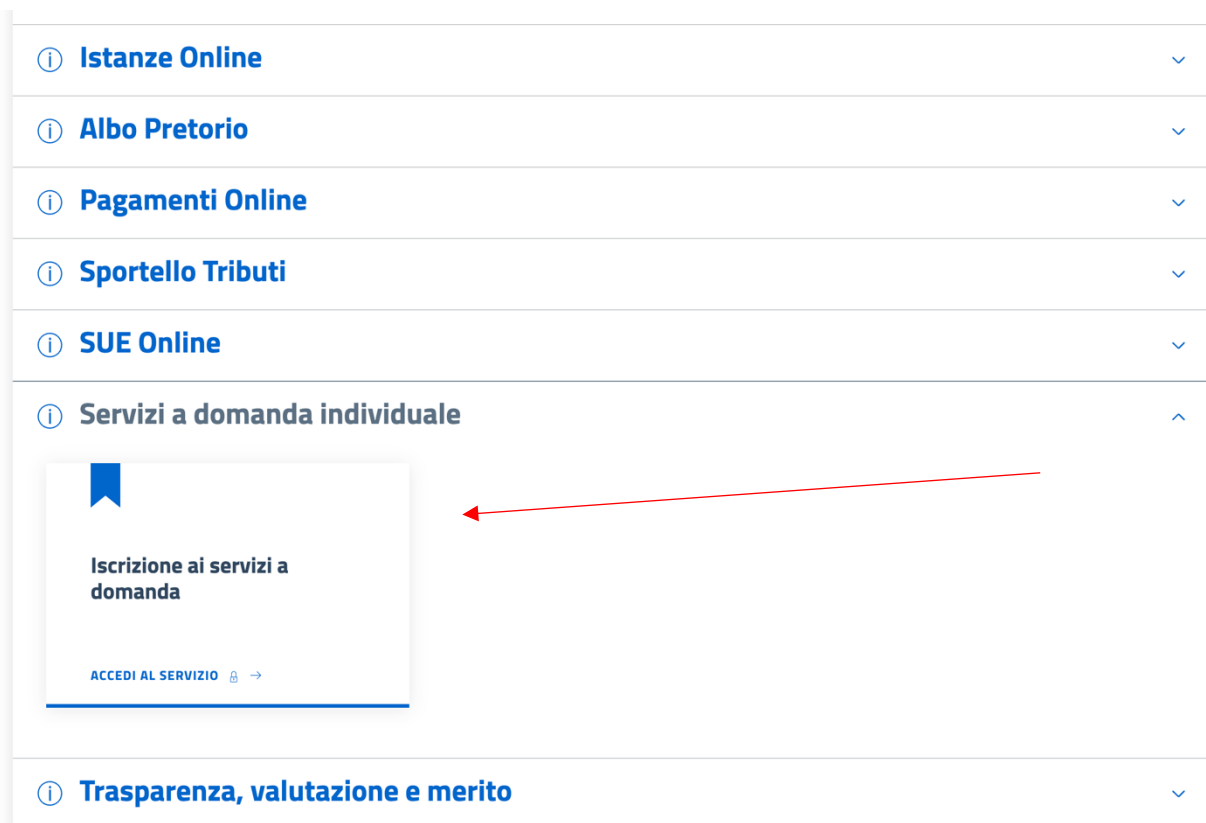 Istanze Online
Albo Pretorio
Pagamenti Online
Sportello Tributi
SUE Online
Servizi a domanda individuale
Iscrizione ai servizi a
domanda
ACCEDI AL SERVIZIO
Trasparenza, valutazione e merito